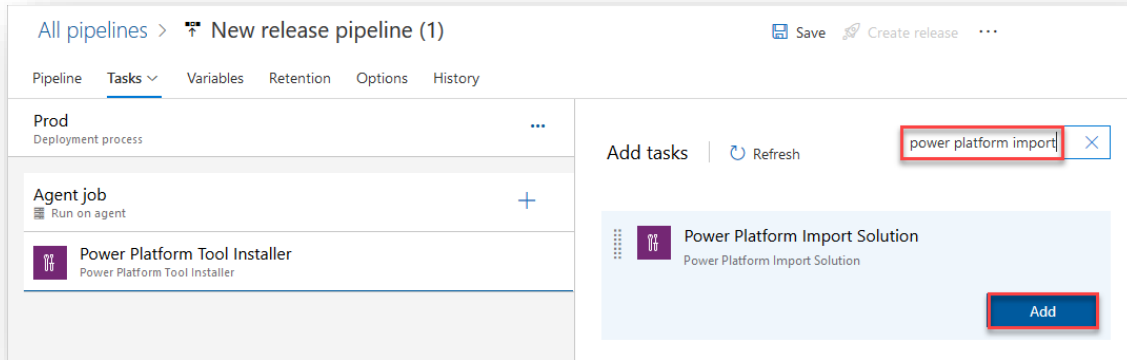 All pipelines > New release pipeline (1)
Save Create release ...
Pipeline Tasks Variables Retention Options History
Prod
Deployment process
...
Agent job
Run on agent
Power Platform Tool Installer
Power Platform Tool Installer
Add tasks Refresh
power platform import
Power Platform Import Solution
Power Platform Import Solution
Add